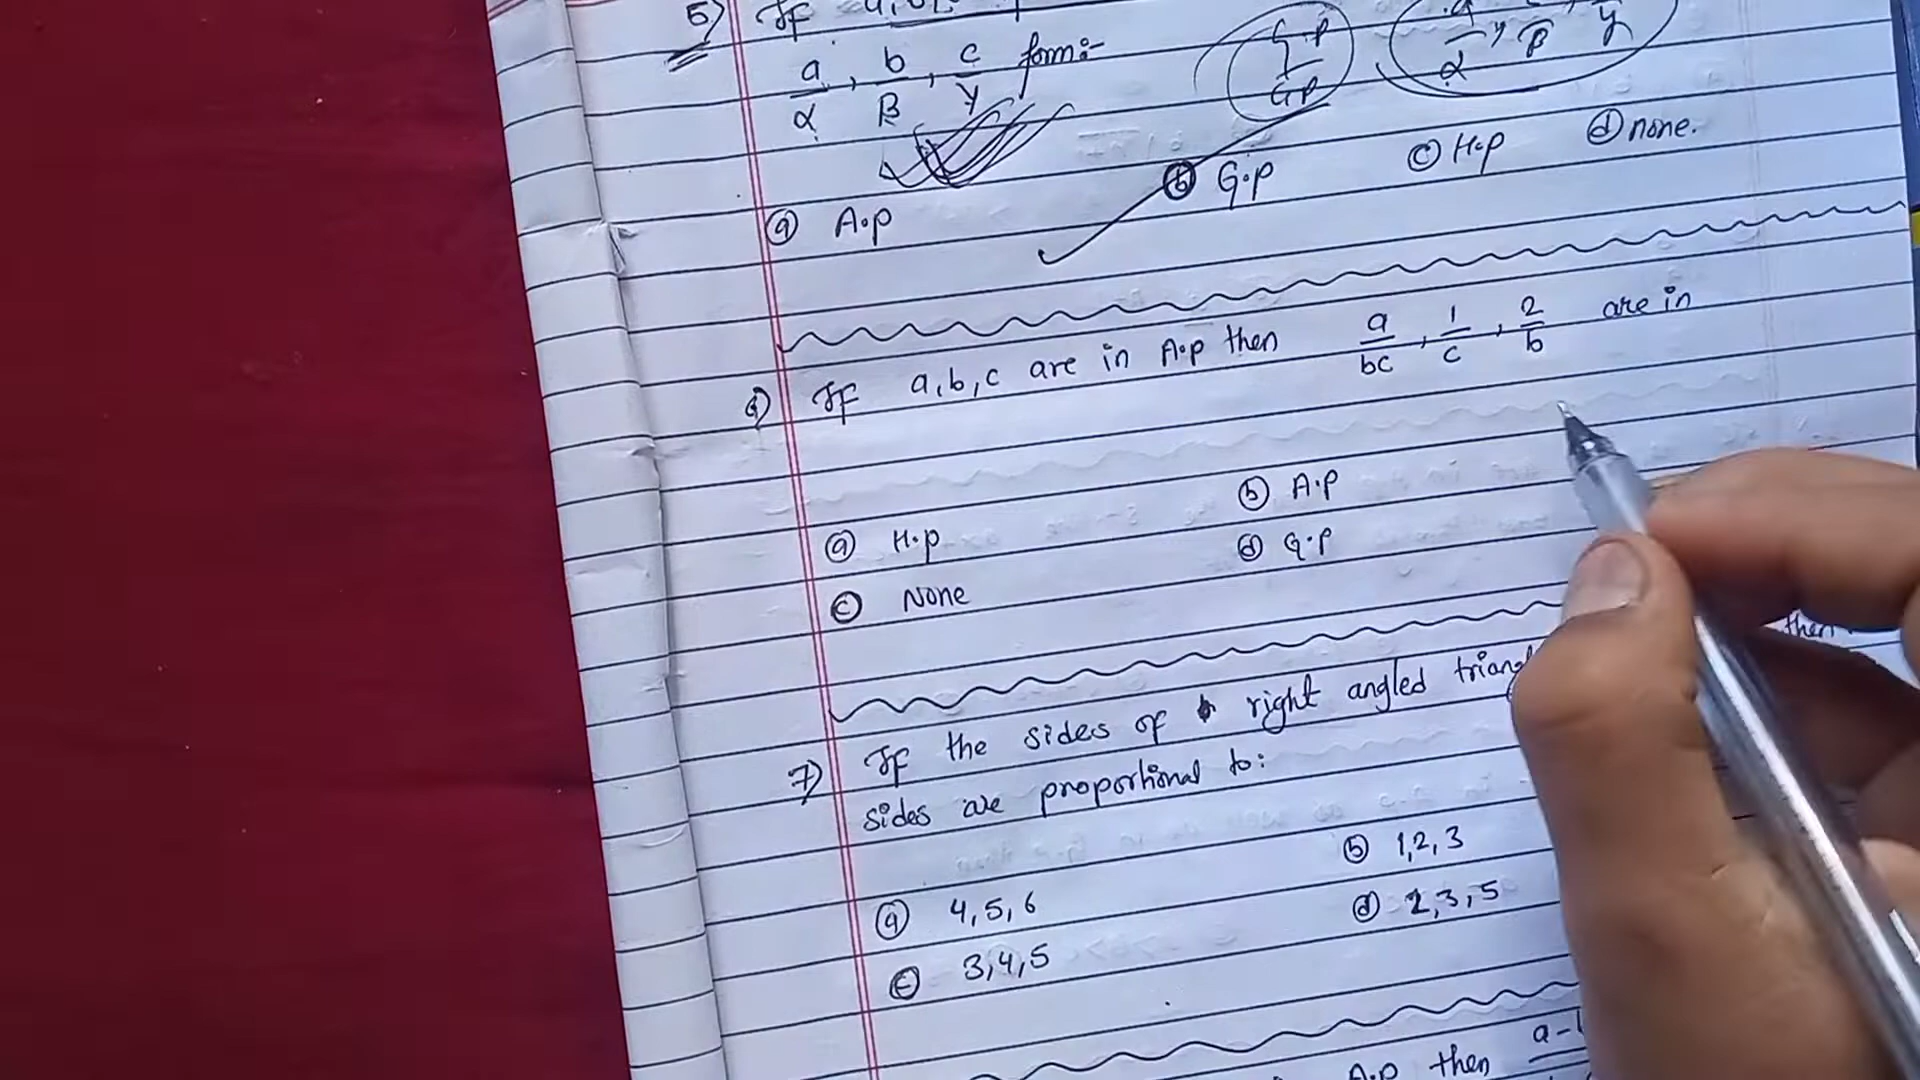 5) If
a/α , b/β , c/γ form:-
G.P
G.P
a/α , β , γ
(a) A.P (b) G.P (c) H.P (d) none.
6) If a,b,c are in A.P then a/bc , 1/c , 2/b are in
(a) H.P (b) A.P
(c) None (d) G.P
then
7) If the sides of right angled
sides are proportional to:
(a) 4,5,6 (b) 1,2,3
(c) 3,4,5 (d) 2,3,5
A.P then